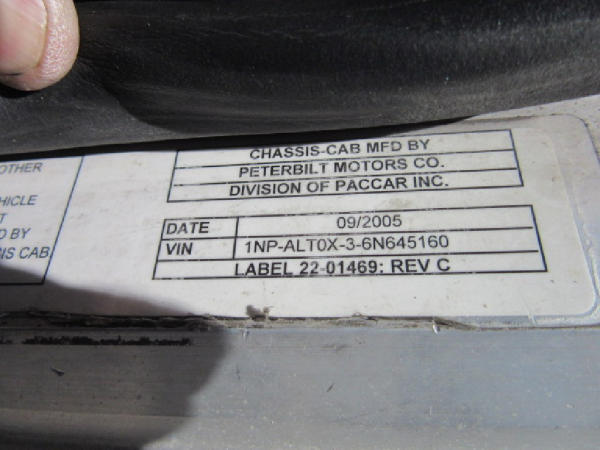 OTHER
VEHICLE
T
D BY
SIS CAB
CHASSIS-CAB MFD BY
PETERBILT MOTORS CO.
DIVISION OF PACCAR INC.
DATE 09/2005
VIN 1NP-ALT0X-3-6N645160
LABEL 22-01469: REV C